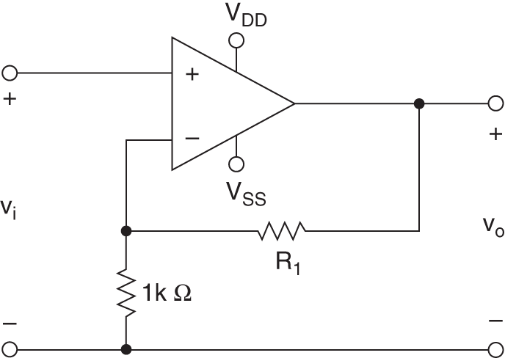 V_DD
+
+
−
+
V_SS
v_i
v_o
R_1
1k Ω
−
−